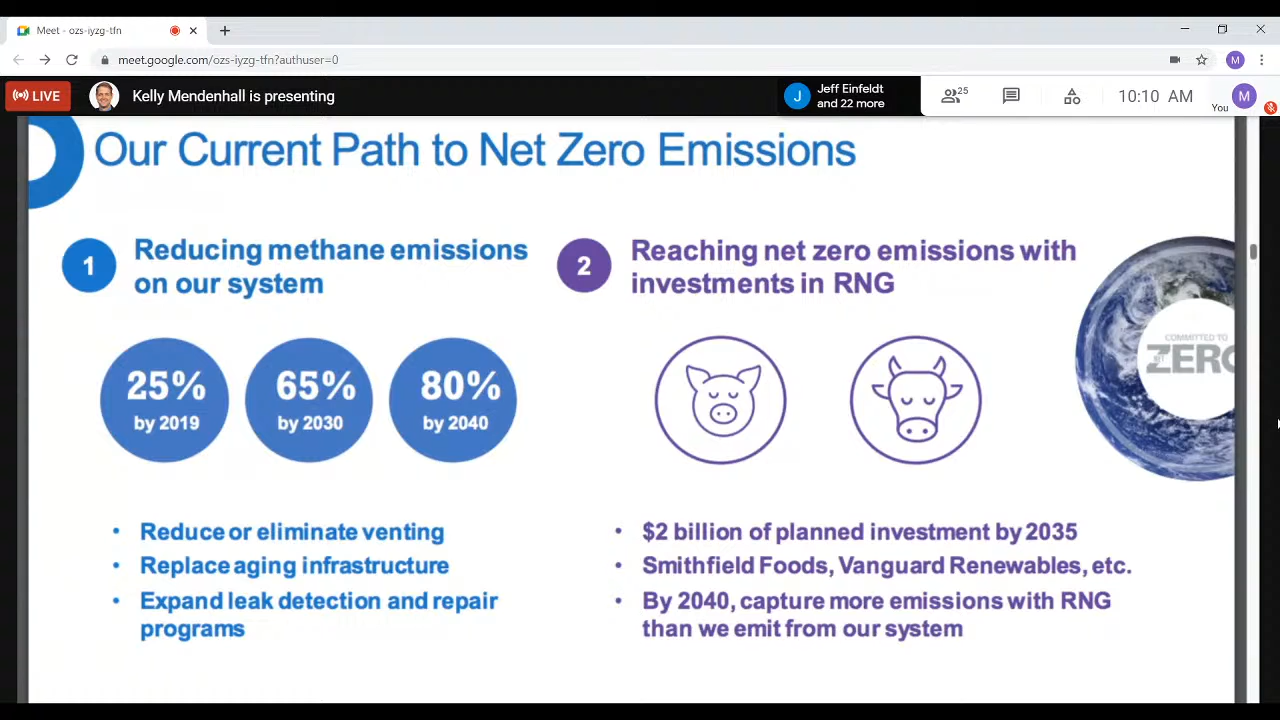 Meet - ozs-iyzg-tfn
meet.google.com/ozs-iyzg-tfn?authuser=0
M
LIVE
Kelly Mendenhall is presenting
J
Jeff Einfeldt
and 22 more
25
10:10 AM
You
M
Our Current Path to Net Zero Emissions
1
Reducing methane emissions
on our system
25%
by 2019
65%
by 2030
80%
by 2040
• Reduce or eliminate venting
• Replace aging infrastructure
• Expand leak detection and repair
programs
2
Reaching net zero emissions with
investments in RNG
• $2 billion of planned investment by 2035
• Smithfield Foods, Vanguard Renewables, etc.
• By 2040, capture more emissions with RNG
than we emit from our system
COMMITTED TO
NET ZERO